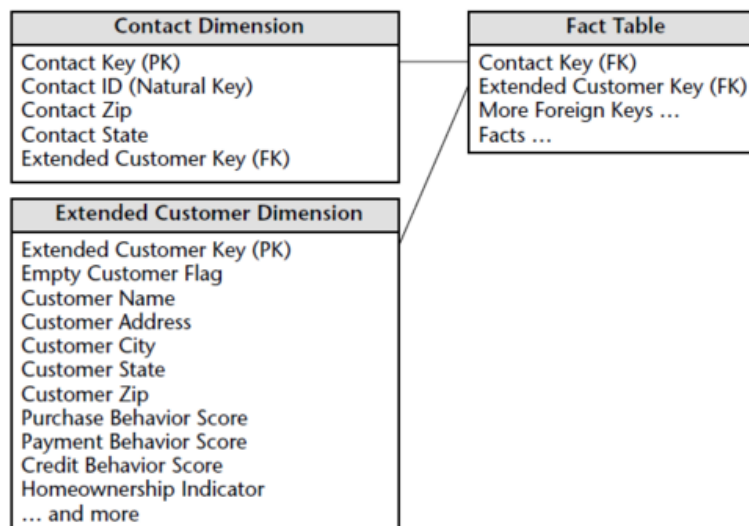 Contact Dimension
Contact Key (PK)
Contact ID (Natural Key)
Contact Zip
Contact State
Extended Customer Key (FK)
Fact Table
Contact Key (FK)
Extended Customer Key (FK)
More Foreign Keys ...
Facts ...
Extended Customer Dimension
Extended Customer Key (PK)
Empty Customer Flag
Customer Name
Customer Address
Customer City
Customer State
Customer Zip
Purchase Behavior Score
Payment Behavior Score
Credit Behavior Score
Homeownership Indicator
... and more